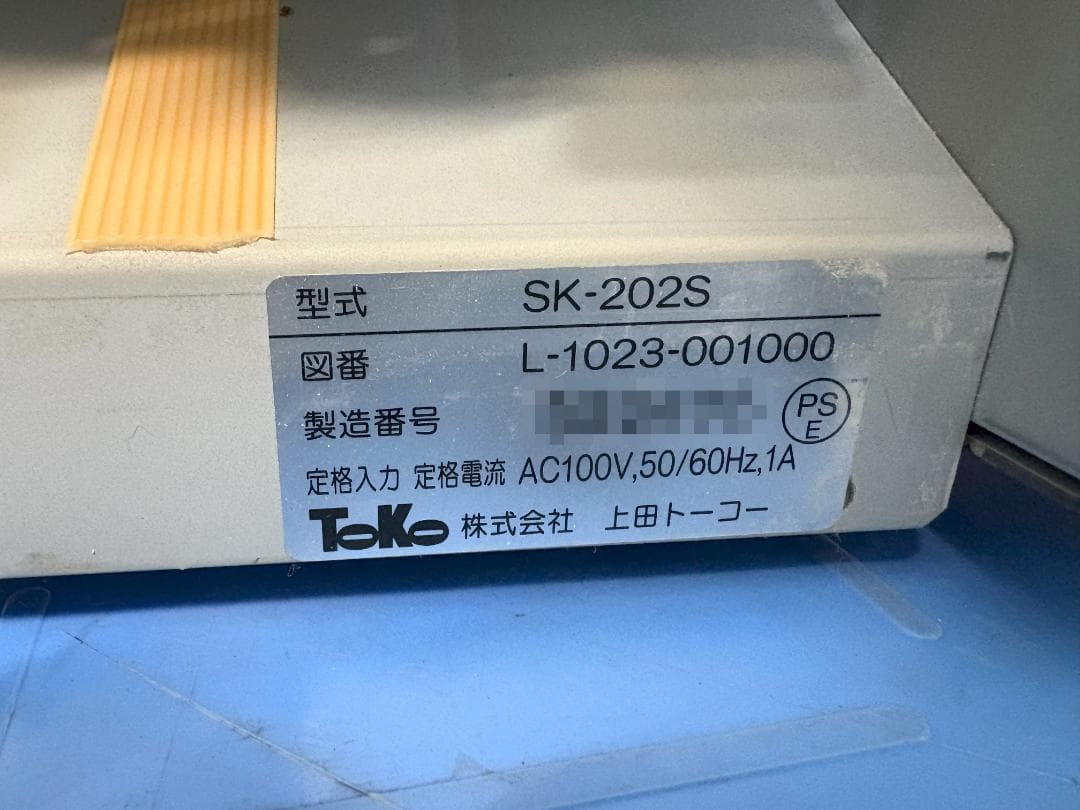 型式 SK-202S
図番 L-1023-001000
製造番号
PS
E
定格入力 定格電流 AC100V,50/60Hz,1A
ToKo 株式会社 上田トーコー